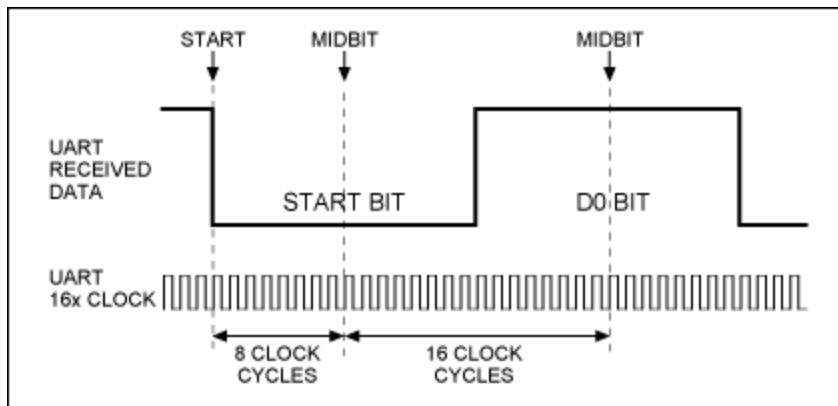 START MIDBIT MIDBIT
UART
RECEIVED
DATA
START BIT D0 BIT
UART
16x CLOCK
8 CLOCK
CYCLES
16 CLOCK
CYCLES